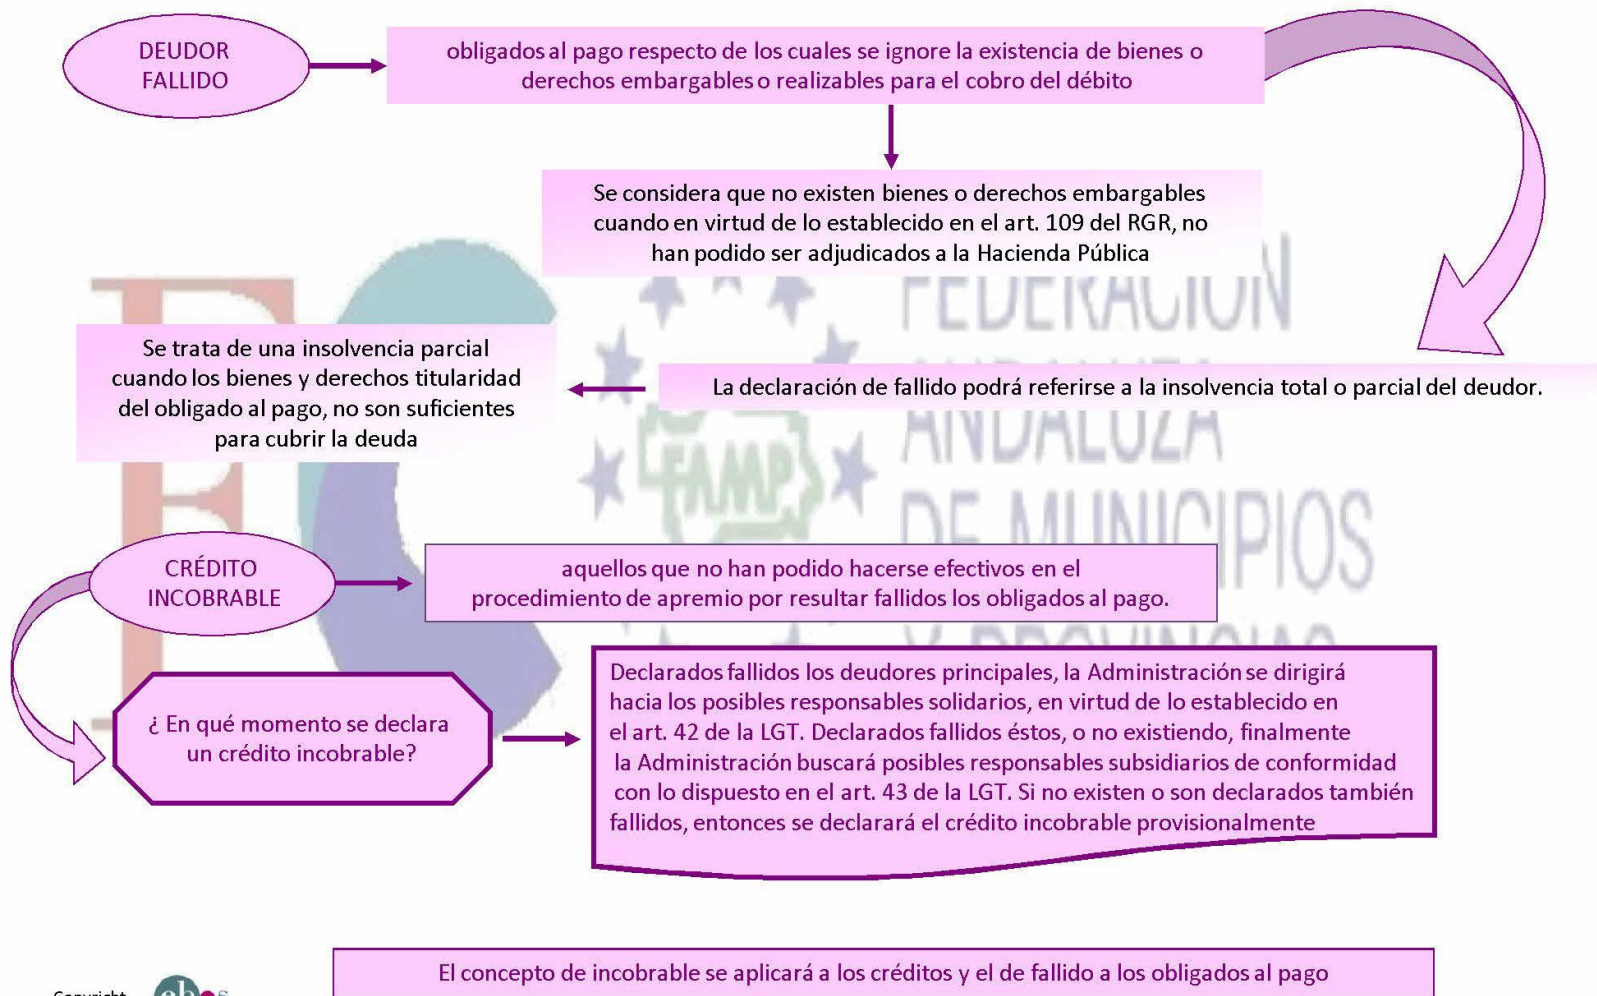 DEUDOR
FALLIDO
obligados al pago respecto de los cuales se ignore la existencia de bienes o
derechos embargables o realizables para el cobro del débito
Se considera que no existen bienes o derechos embargables
cuando en virtud de lo establecido en el art. 109 del RGR, no
han podido ser adjudicados a la Hacienda Pública
La declaración de fallido podrá referirse a la insolvencia total o parcial del deudor.
Se trata de una insolvencia parcial
cuando los bienes y derechos titularidad
del obligado al pago, no son suficientes
para cubrir la deuda
FEDERACION
ANDALUZA
DE MUNICIPIOS
Y PROVINCIAS
FAMP
CRÉDITO
INCOBRABLE
aquellos que no han podido hacerse efectivos en el
procedimiento de apremio por resultar fallidos los obligados al pago.
¿ En qué momento se declara
un crédito incobrable?
Declarados fallidos los deudores principales, la Administración se dirigirá
hacia los posibles responsables solidarios, en virtud de lo establecido en
el art. 42 de la LGT. Declarados fallidos éstos, o no existiendo, finalmente
la Administración buscará posibles responsables subsidiarios de conformidad
con lo dispuesto en el art. 43 de la LGT. Si no existen o son declarados también
fallidos, entonces se declarará el crédito incobrable provisionalmente
El concepto de incobrable se aplicará a los créditos y el de fallido a los obligados al pago
Copyright